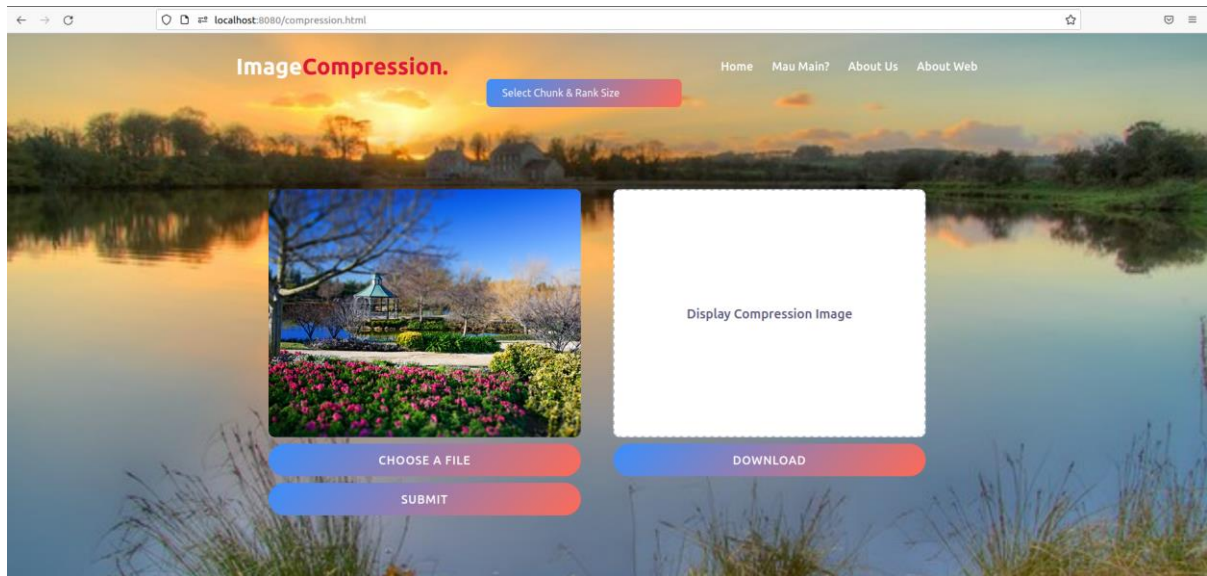 localhost:8080/compression.html
ImageCompression.
Home Mau Main? About Us About Web
Select Chunk & Rank Size
Display Compression Image
CHOOSE A FILE
DOWNLOAD
SUBMIT